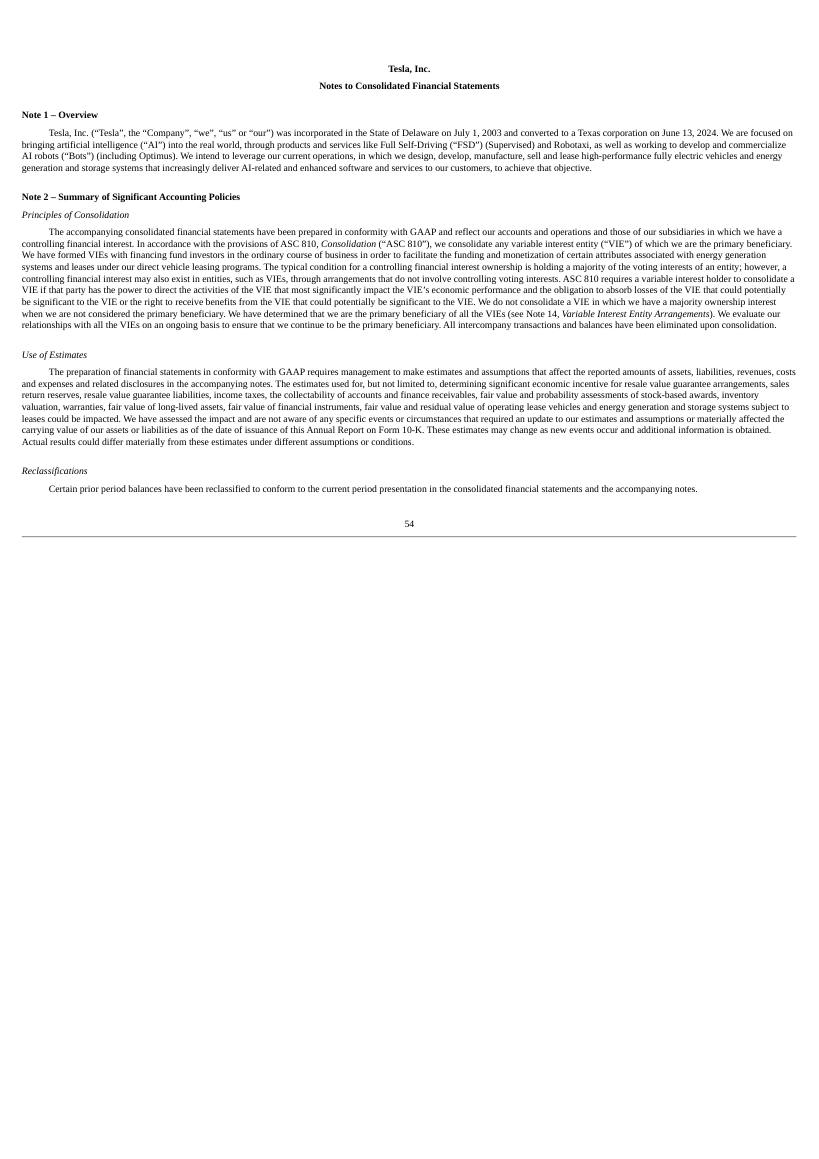 Tesla, Inc.
Notes to Consolidated Financial Statements
Note 1 – Overview
Tesla, Inc. (“Tesla”, the “Company”, “we”, “us” or “our”) was incorporated in the State of Delaware on July 1, 2003 and converted to a Texas corporation on June 13, 2024. We are focused on
bringing artificial intelligence (“AI”) into the real world, through products and services like Full Self-Driving (“FSD”) (Supervised) and Robotaxi, as well as working to develop and commercialize
AI robots (“Bots”) (including Optimus). We intend to leverage our current operations, in which we design, develop, manufacture, sell and lease high-performance fully electric vehicles and energy
generation and storage systems that increasingly deliver AI-related and enhanced software and services to our customers, to achieve that objective.
Note 2 – Summary of Significant Accounting Policies
Principles of Consolidation
The accompanying consolidated financial statements have been prepared in conformity with GAAP and reflect our accounts and operations and those of our subsidiaries in which we have a
controlling financial interest. In accordance with the provisions of ASC 810, Consolidation (“ASC 810”), we consolidate any variable interest entity (“VIE”) of which we are the primary beneficiary.
We have formed VIEs with financing fund investors in the ordinary course of business in order to facilitate the funding and monetization of certain attributes associated with energy generation
systems and leases under our direct vehicle leasing programs. The typical condition for a controlling financial interest ownership is holding a majority of the voting interests of an entity; however, a
controlling financial interest may also exist in entities, such as VIEs, through arrangements that do not involve controlling voting interests. ASC 810 requires a variable interest holder to consolidate a
VIE if that party has the power to direct the activities of the VIE that most significantly impact the VIE’s economic performance and the obligation to absorb losses of the VIE that could potentially
be significant to the VIE or the right to receive benefits from the VIE that could potentially be significant to the VIE. We do not consolidate a VIE in which we have a majority ownership interest
when we are not considered the primary beneficiary. We have determined that we are the primary beneficiary of all the VIEs (see Note 14, Variable Interest Entity Arrangements). We evaluate our
relationships with all the VIEs on an ongoing basis to ensure that we continue to be the primary beneficiary. All intercompany transactions and balances have been eliminated upon consolidation.
Use of Estimates
The preparation of financial statements in conformity with GAAP requires management to make estimates and assumptions that affect the reported amounts of assets, liabilities, revenues, costs
and expenses and related disclosures in the accompanying notes. The estimates used for, but not limited to, determining significant economic incentive for resale value guarantee arrangements, sales
return reserves, resale value guarantee liabilities, income taxes, the collectability of accounts and finance receivables, fair value and probability assessments of stock-based awards, inventory
valuation, warranties, fair value of long-lived assets, fair value of financial instruments, fair value and residual value of operating lease vehicles and energy generation and storage systems subject to
leases could be impacted. We have assessed the impact and are not aware of any specific events or circumstances that required an update to our estimates and assumptions or materially affected the
carrying value of our assets or liabilities as of the date of issuance of this Annual Report on Form 10-K. These estimates may change as new events occur and additional information is obtained.
Actual results could differ materially from these estimates under different assumptions or conditions.
Reclassifications
Certain prior period balances have been reclassified to conform to the current period presentation in the consolidated financial statements and the accompanying notes.
54